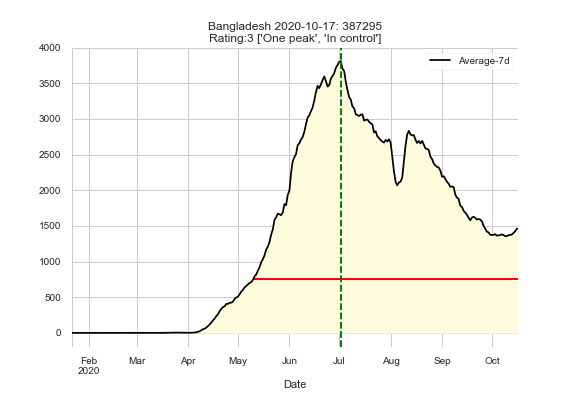 Bangladesh 2020-10-17: 387295
Rating:3 ['One peak', 'In control']
Average-7d
4000
3500
3000
2500
2000
1500
1000
500
0
Feb Mar Apr May Jun Jul Aug Sep Oct
2020
Date